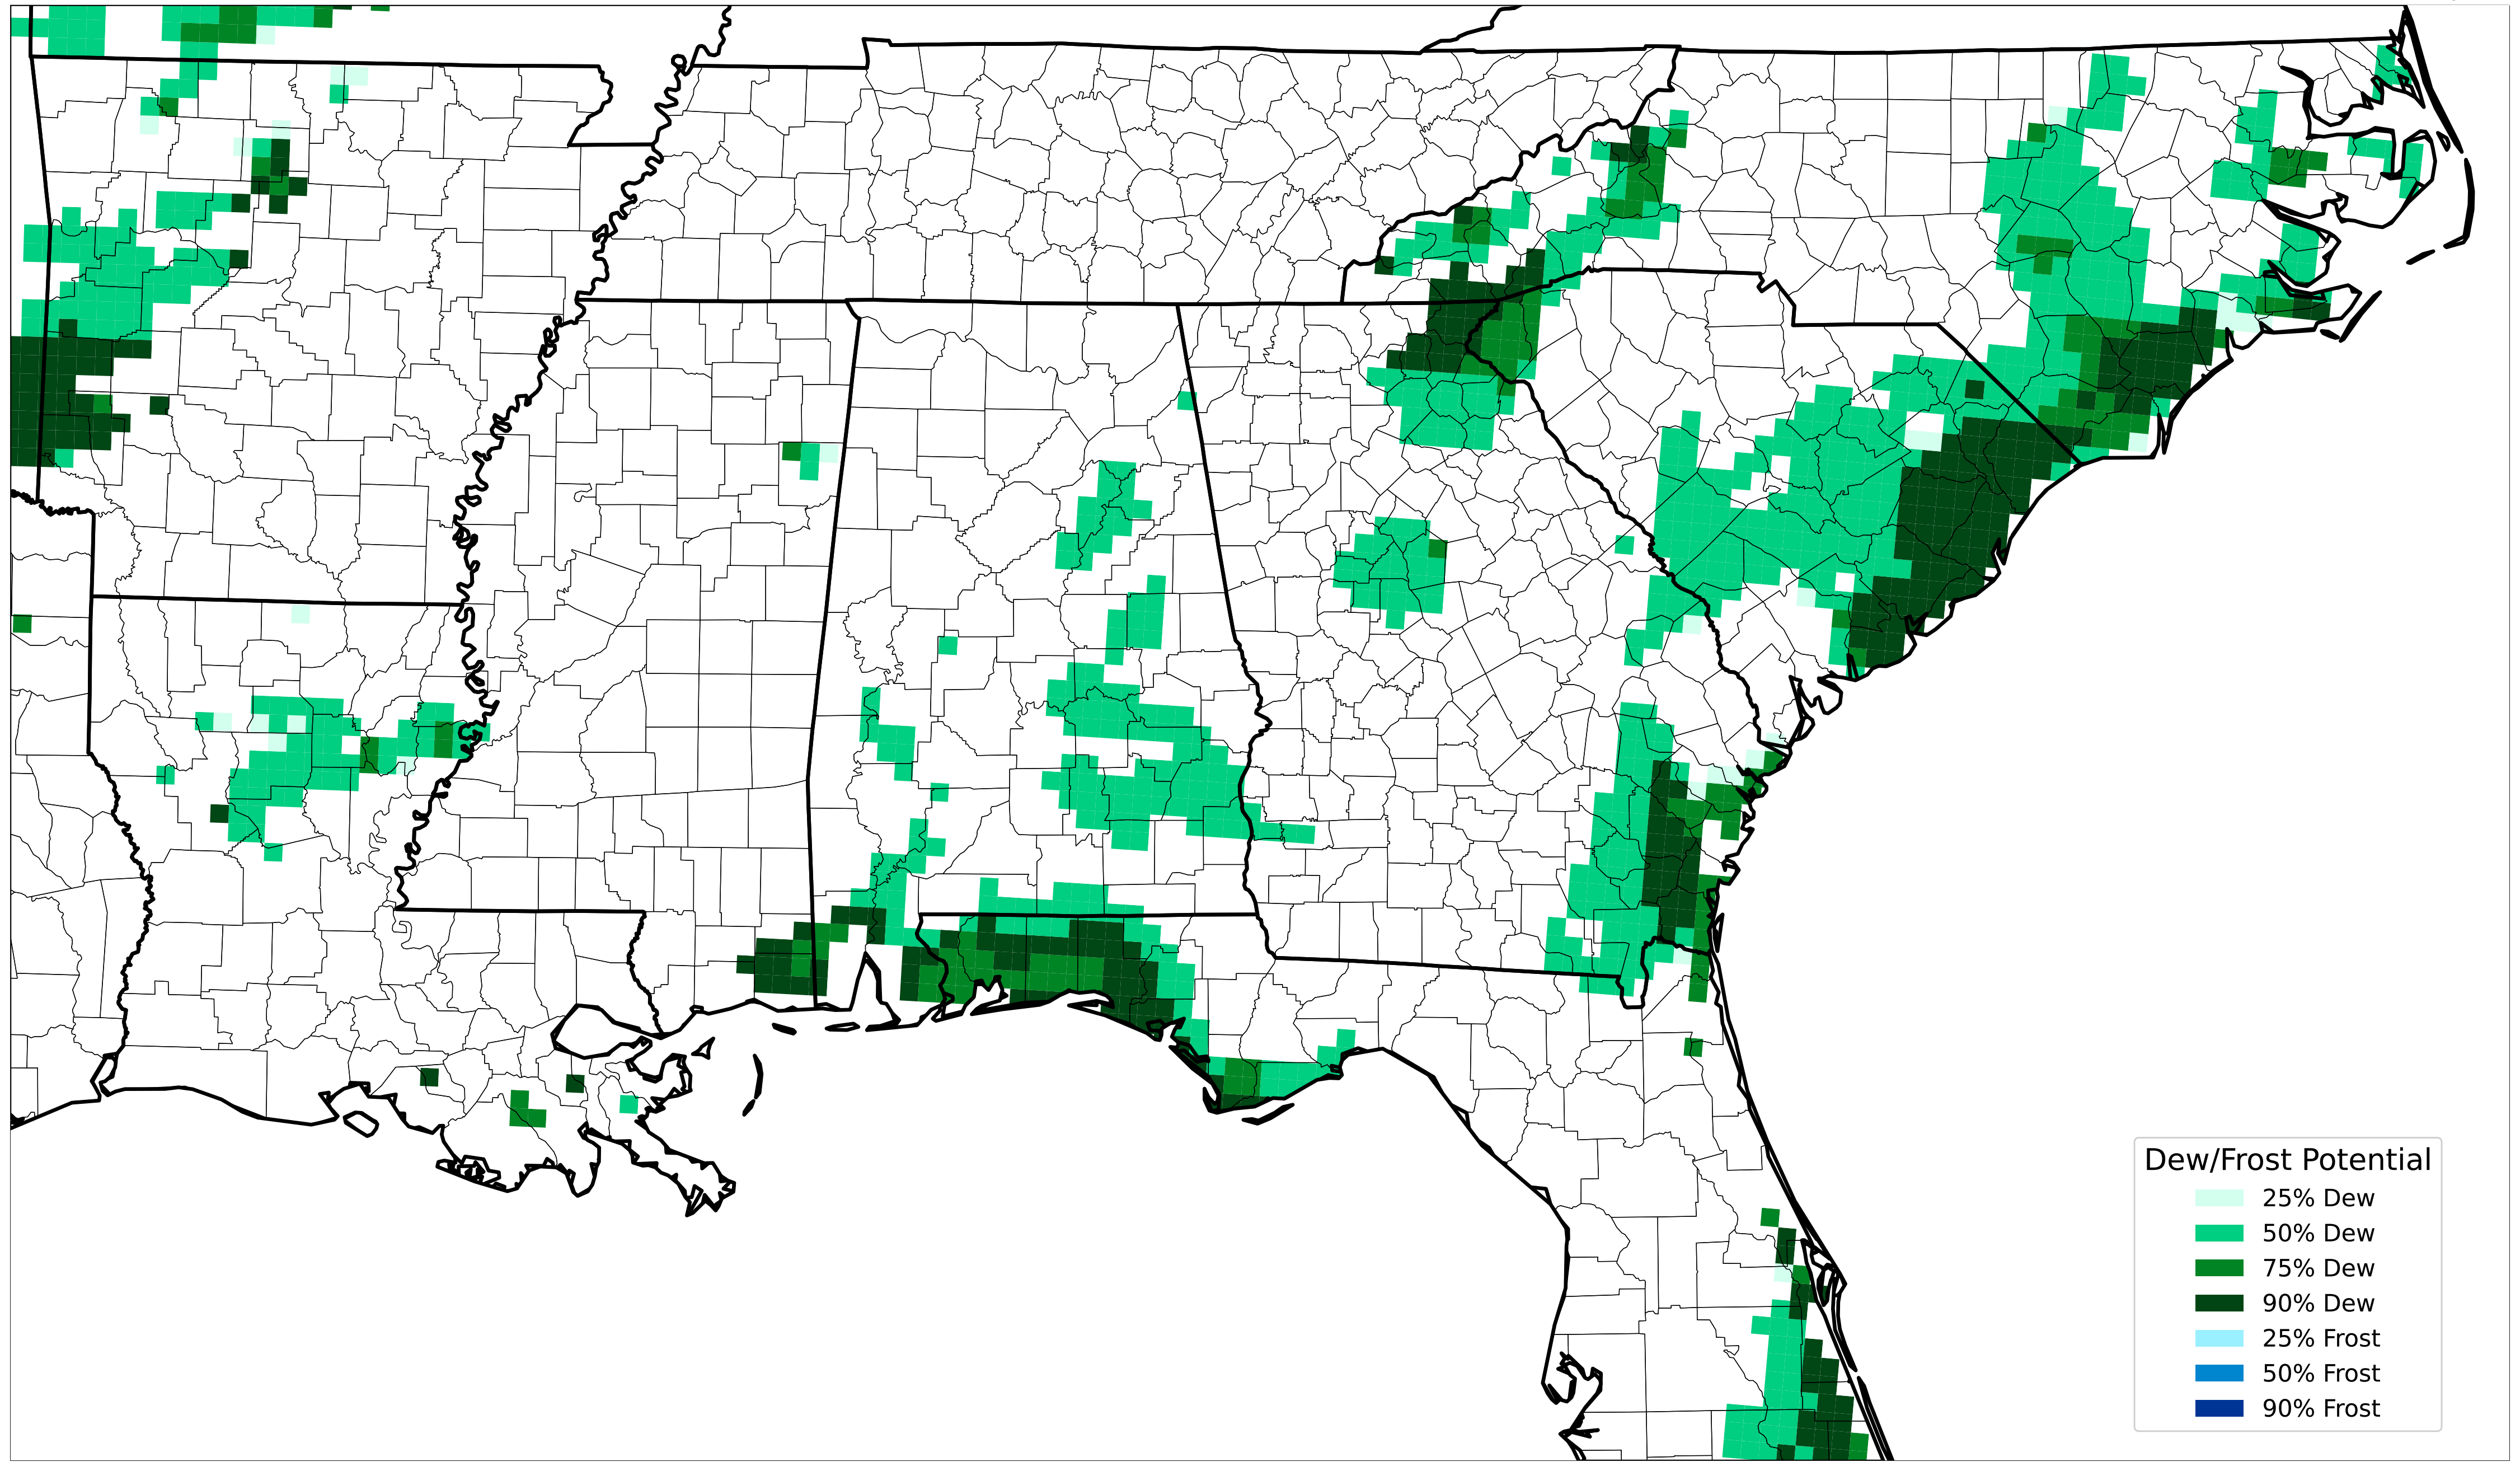 Dew/Frost Potential
25% Dew
50% Dew
75% Dew
90% Dew
25% Frost
50% Frost
90% Frost